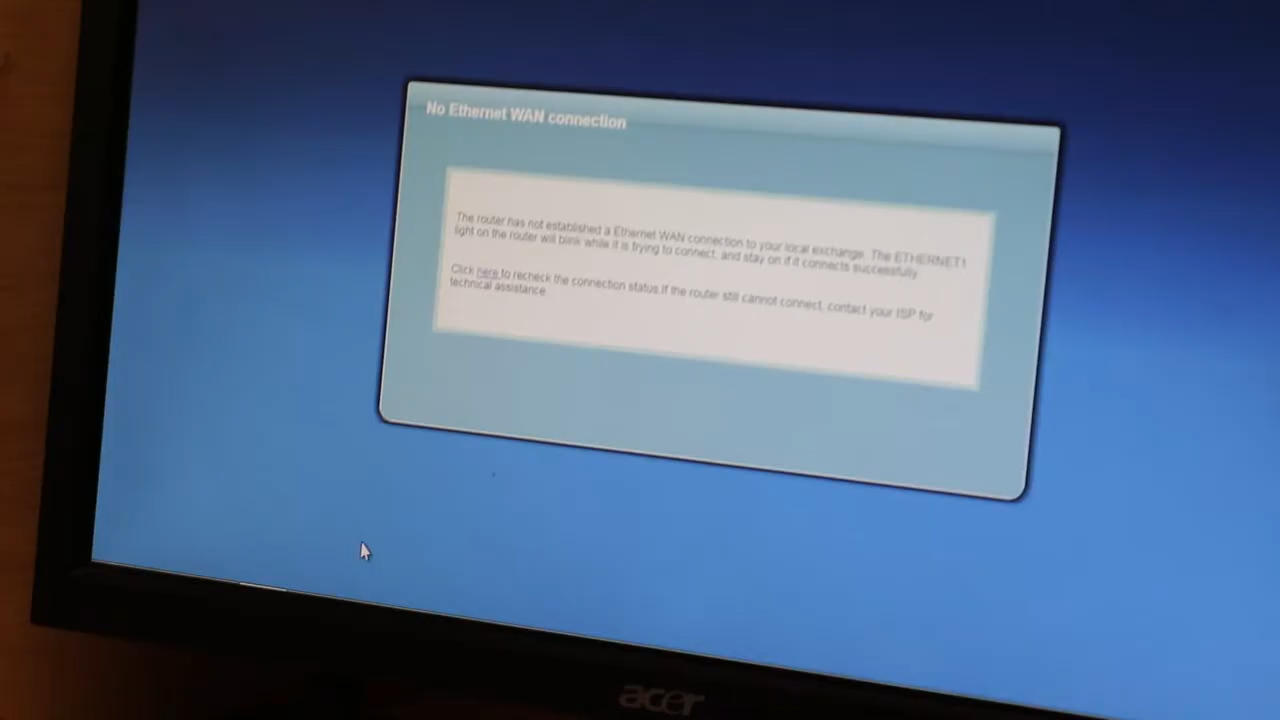 No Ethernet WAN connection
The router has not established a Ethernet WAN connection to your local exchange. The ETHERNET1
light on the router will blink while it is trying to connect, and stay on if it connects successfully.
Click here to recheck the connection status.If the router still cannot connect, contact your ISP for
technical assistance.
acer